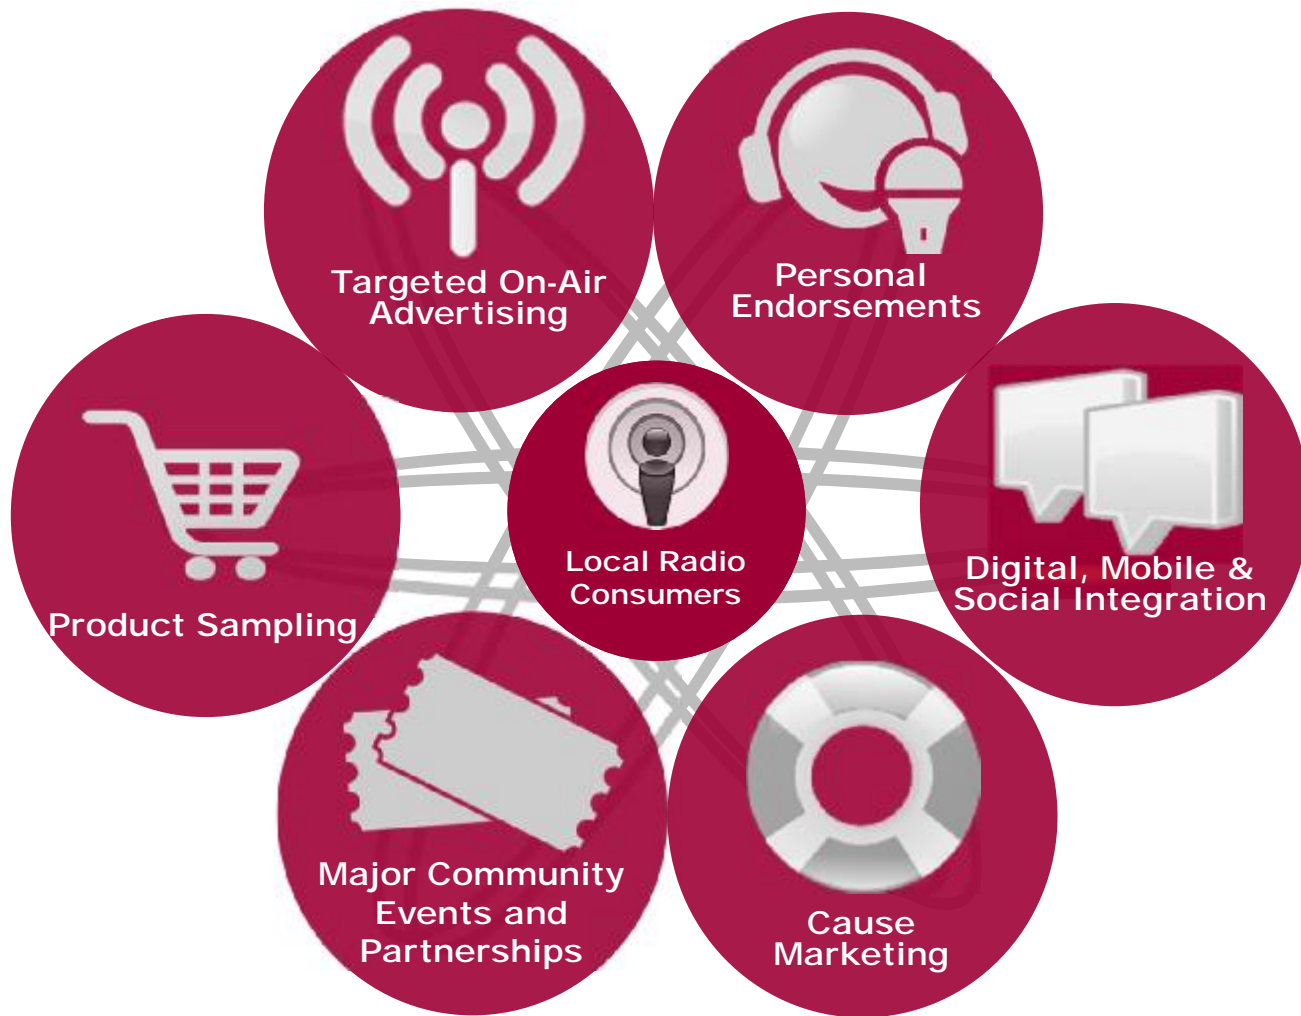 Targeted On-Air
Advertising
Personal
Endorsements
Digital, Mobile &
Social Integration
Local Radio
Consumers
Product Sampling
Major Community
Events and
Partnerships
Cause
Marketing